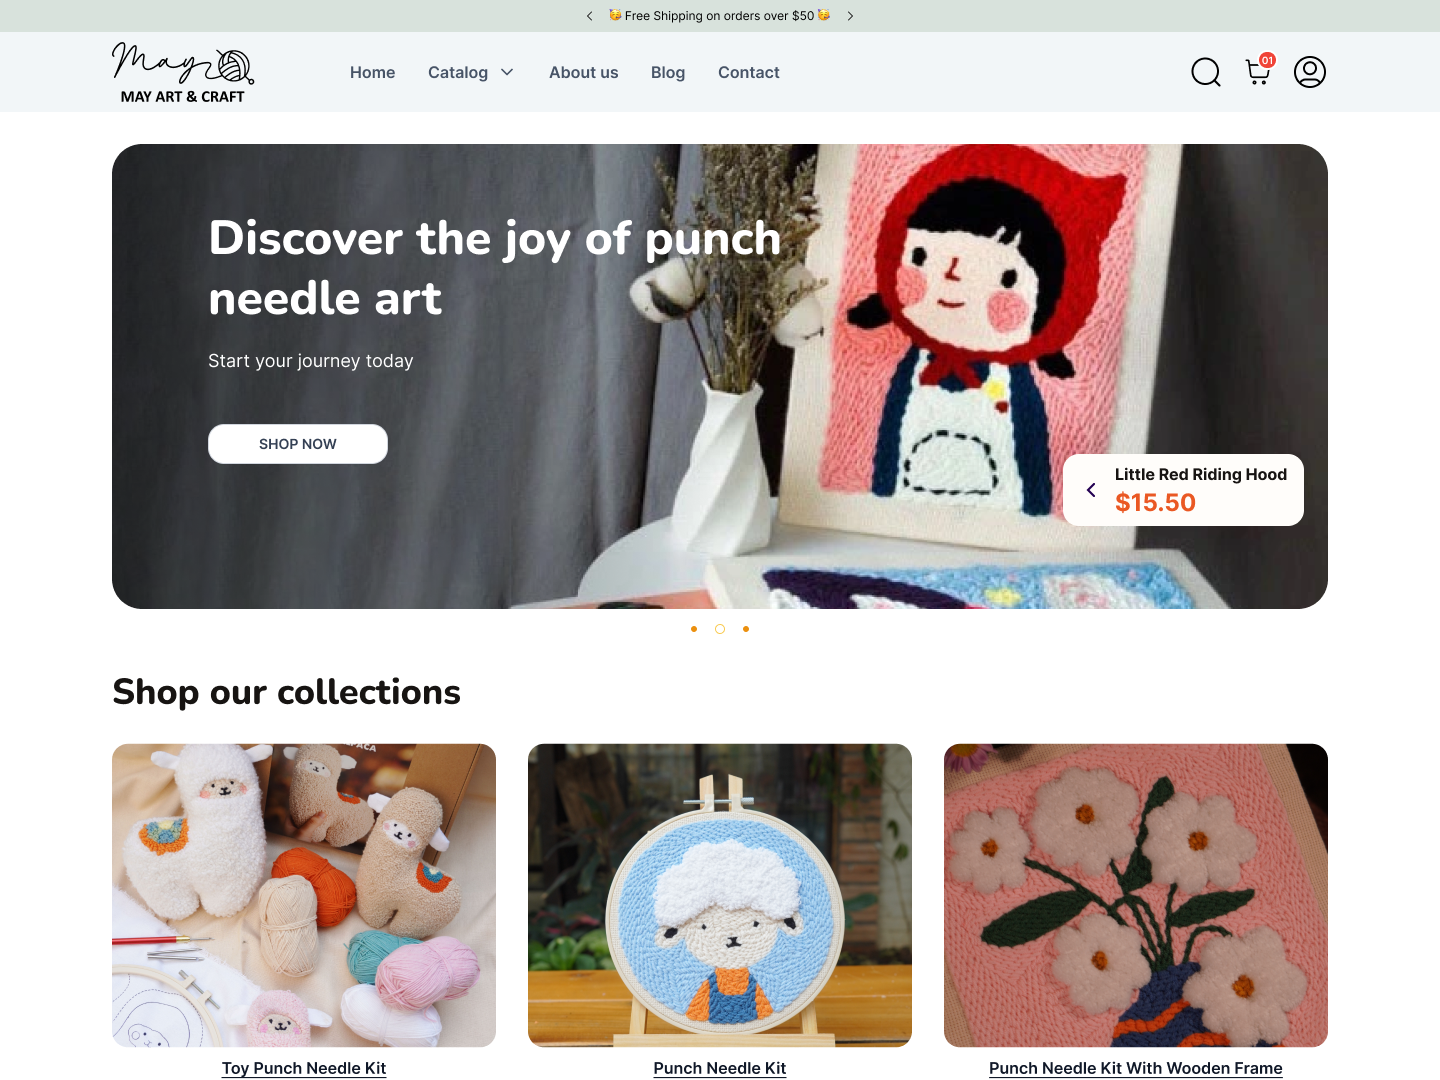 🥳 Free Shipping on orders over $50 🥳
May
MAY ART & CRAFT
Home
Catalog
About us
Blog
Contact
01
Discover the joy of punch
needle art
Start your journey today
SHOP NOW
Little Red Riding Hood
$15.50
Shop our collections
Toy Punch Needle Kit
Punch Needle Kit
Punch Needle Kit With Wooden Frame